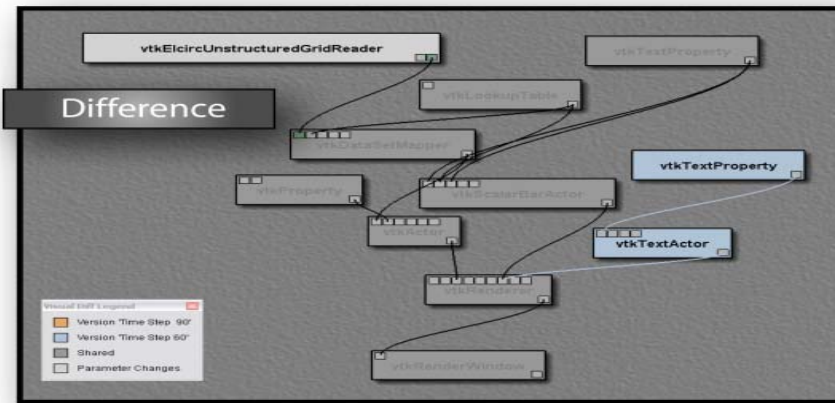 vtkElcircUnstructuredGridReader
vtkTextProperty
Difference
vtkLookupTable
vtkDataSetMapper
vtkTextProperty
vtkProperty
vtkScalarBarActor
vtkActor
vtkTextActor
vtkRenderer
Visual Diff Legend
Version 'Time Step 90'
Version 'Time Step 60'
Shared
Parameter Changes
vtkRenderWindow